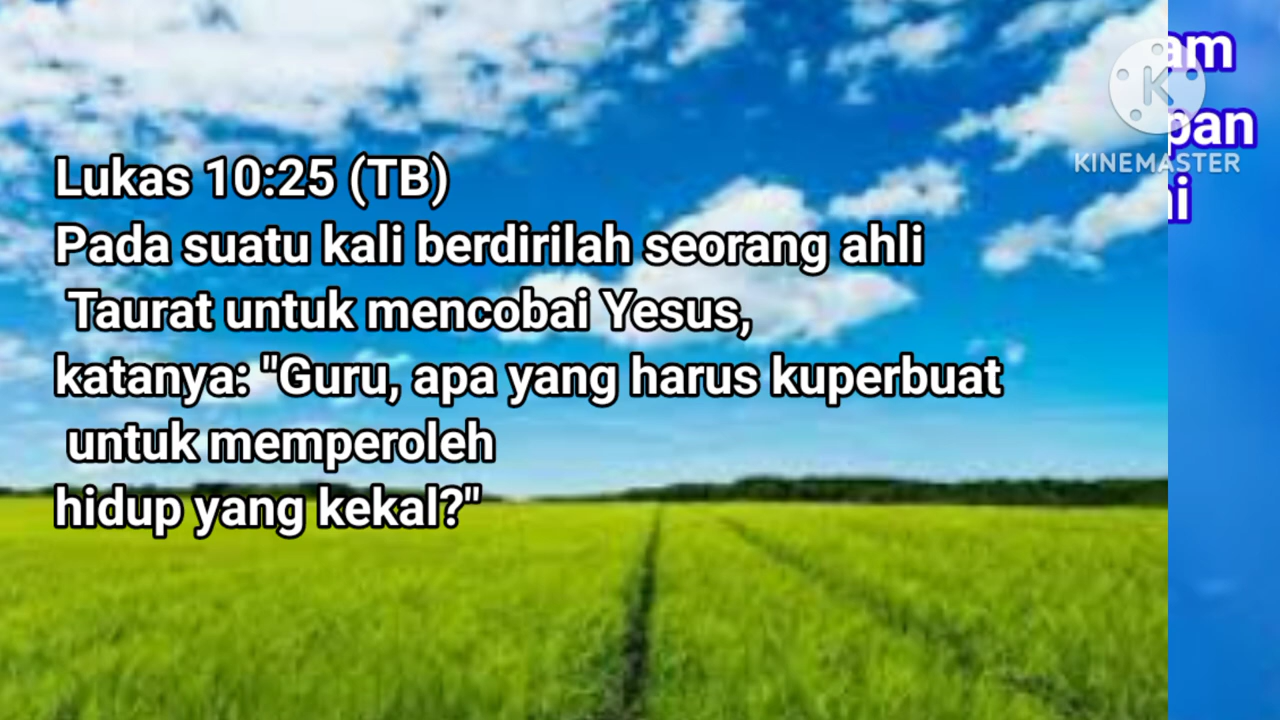 Lukas 10:25 (TB)
Pada suatu kali berdirilah seorang ahli
Taurat untuk mencobai Yesus,
katanya: "Guru, apa yang harus kuperbuat
untuk memperoleh
hidup yang kekal?"
KINEMASTER